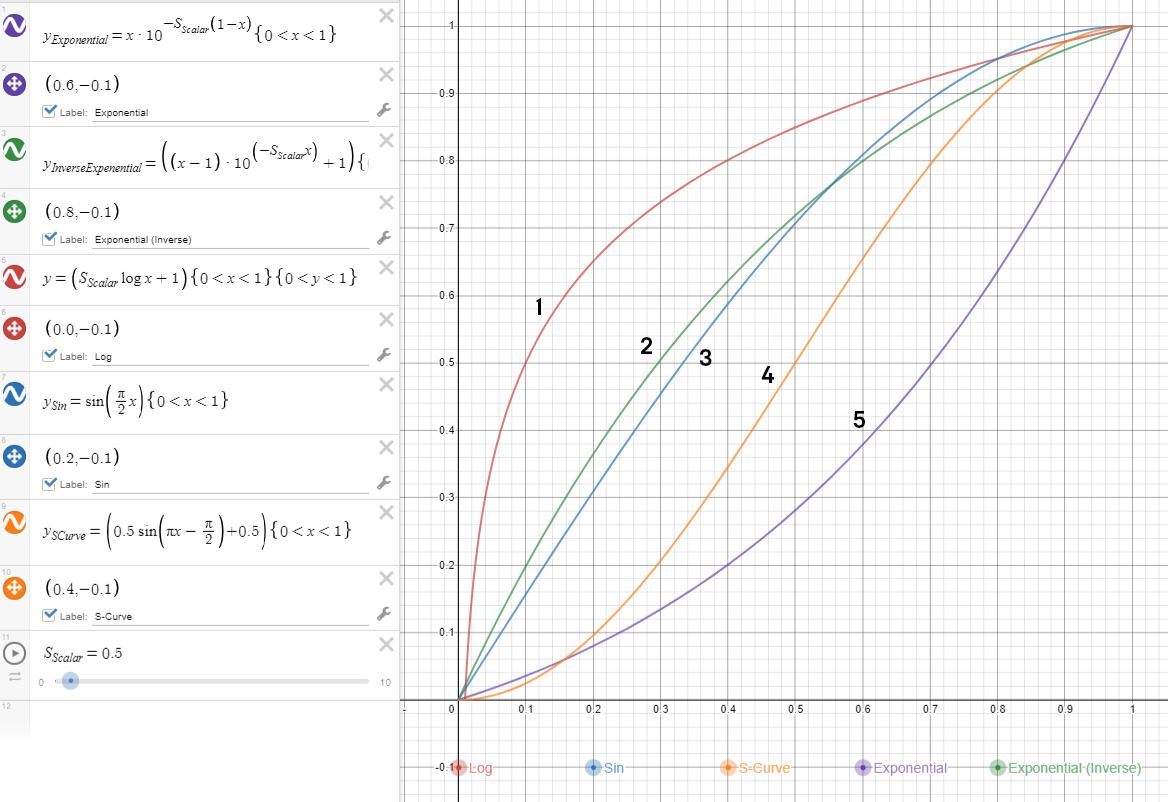 1
y_Exponential = x · 10^(−S_Scalar(1−x)) {0 < x < 1}
2
(0.6,−0.1)
Label: Exponential
3
y_InverseExpenential = ((x − 1) · 10^(−S_Scalar x) + 1) {
4
(0.8,−0.1)
Label: Exponential (Inverse)
5
y = (S_Scalar log x + 1) {0 < x < 1} {0 < y < 1}
6
(0.0,−0.1)
Label: Log
7
y_Sin = sin(π/2 x) {0 < x < 1}
8
(0.2,−0.1)
Label: Sin
9
y_SCurve = (0.5 sin(πx − π/2)+0.5) {0 < x < 1}
10
(0.4,−0.1)
Label: S-Curve
11
S_Scalar = 0.5
0 10
12
1
0.9
0.8
0.7
0.6
0.5
0.4
0.3
0.2
0.1
1
2
3
4
5
0 0.1 0.2 0.3 0.4 0.5 0.6 0.7 0.8 0.9 1
-0.1
Log Sin S-Curve Exponential Exponential (Inverse)